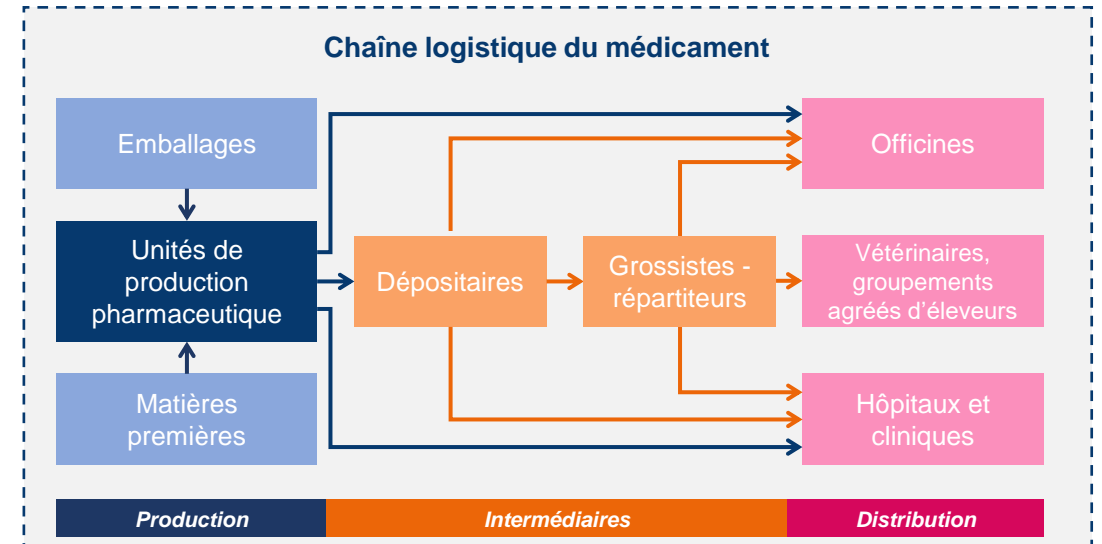 Chaîne logistique du médicament
Emballages
Officines
Unités de
production
pharmaceutique
Dépositaires
Grossistes -
répartiteurs
Vétérinaires,
groupements
agréés d'éleveurs
Matières
premières
Hôpitaux et
cliniques
Production
Intermédiaires
Distribution